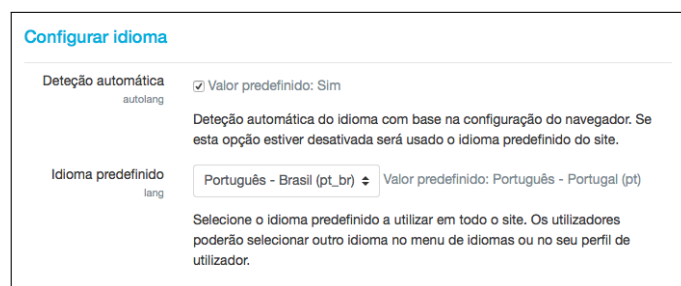 Configurar idioma
Deteção automática
autolang
Valor predefinido: Sim
Deteção automática do idioma com base na configuração do navegador. Se
esta opção estiver desativada será usado o idioma predefinido do site.
Idioma predefinido
lang
Português - Brasil (pt_br) Valor predefinido: Português - Portugal (pt)
Selecione o idioma predefinido a utilizar em todo o site. Os utilizadores
poderão selecionar outro idioma no menu de idiomas ou no seu perfil de
utilizador.